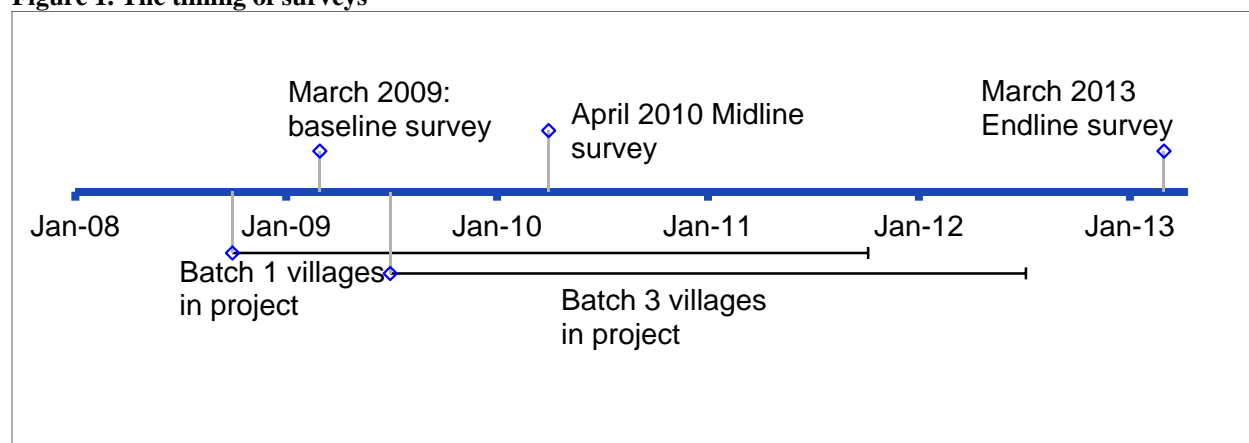 Figure 1. The timing of surveys
March 2009:
baseline survey
April 2010 Midline
survey
March 2013
Endline survey
Jan-08
Jan-09
Jan-10
Jan-11
Jan-12
Jan-13
Batch 1 villages
in project
Batch 3 villages
in project